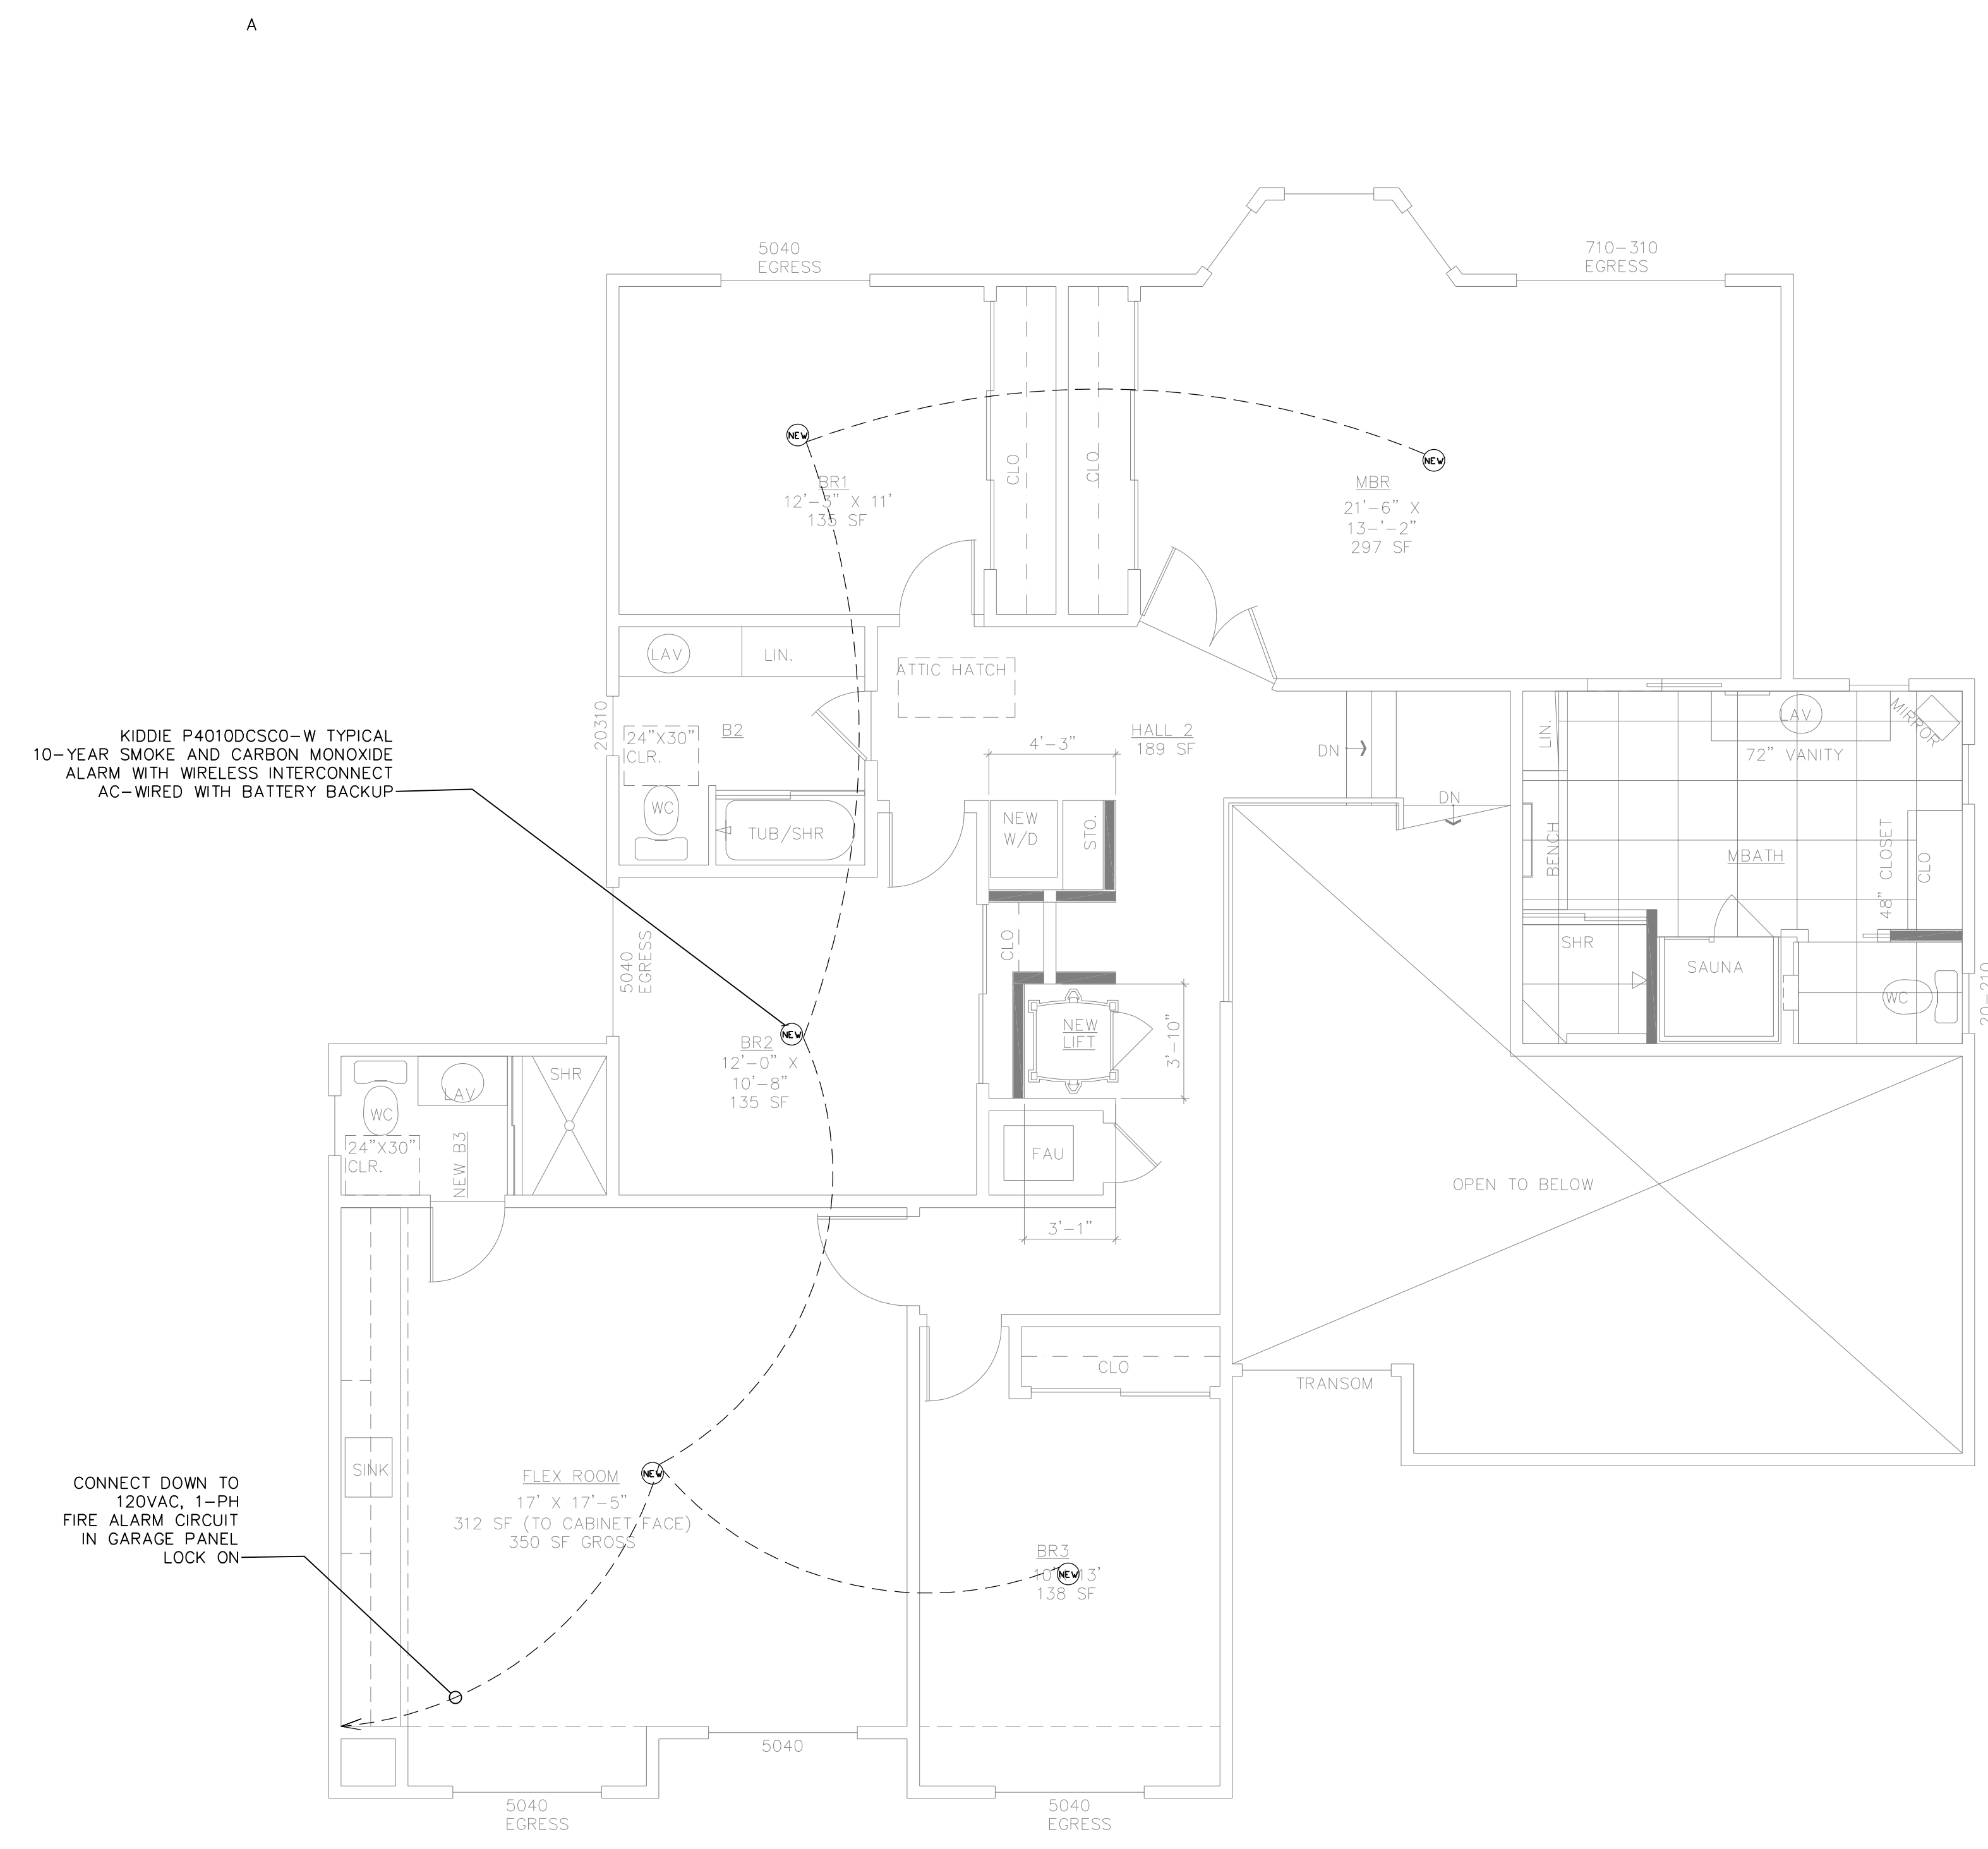 A
5040
EGRESS
710-310
EGRESS
NEW
NEW
CLO
CLO
BR1
12'-3" X 11'
135 SF
MBR
21'-6" X
13-'-2"
297 SF
LAV
LIN.
ATTIC HATCH
20310
24"X30"
CLR.
B2
HALL 2
189 SF
4'-3"
DN
DN
LIN.
LAV
MIRROR
72" VANITY
KIDDIE P4010DCSCO-W TYPICAL
10-YEAR SMOKE AND CARBON MONOXIDE
ALARM WITH WIRELESS INTERCONNECT
AC-WIRED WITH BATTERY BACKUP
WC
TUB/SHR
NEW
W/D
STO.
BENCH
MBATH
48" CLOSET
CLO
5040
EGRESS
CLO
SHR
SAUNA
WC
20-210
NEW
BR2
12'-0" X
10'-8"
135 SF
NEW
LIFT
3'-10"
SHR
LAV
WC
24"X30"
CLR.
NEW B3
FAU
OPEN TO BELOW
3'-1"
CLO
TRANSOM
SINK
NEW
FLEX ROOM
17' X 17'-5"
312 SF (TO CABINET FACE)
350 SF GROSS
CONNECT DOWN TO
120VAC, 1-PH
FIRE ALARM CIRCUIT
IN GARAGE PANEL
LOCK ON
BR3
10' NEW 13'
138 SF
5040
5040
EGRESS
5040
EGRESS